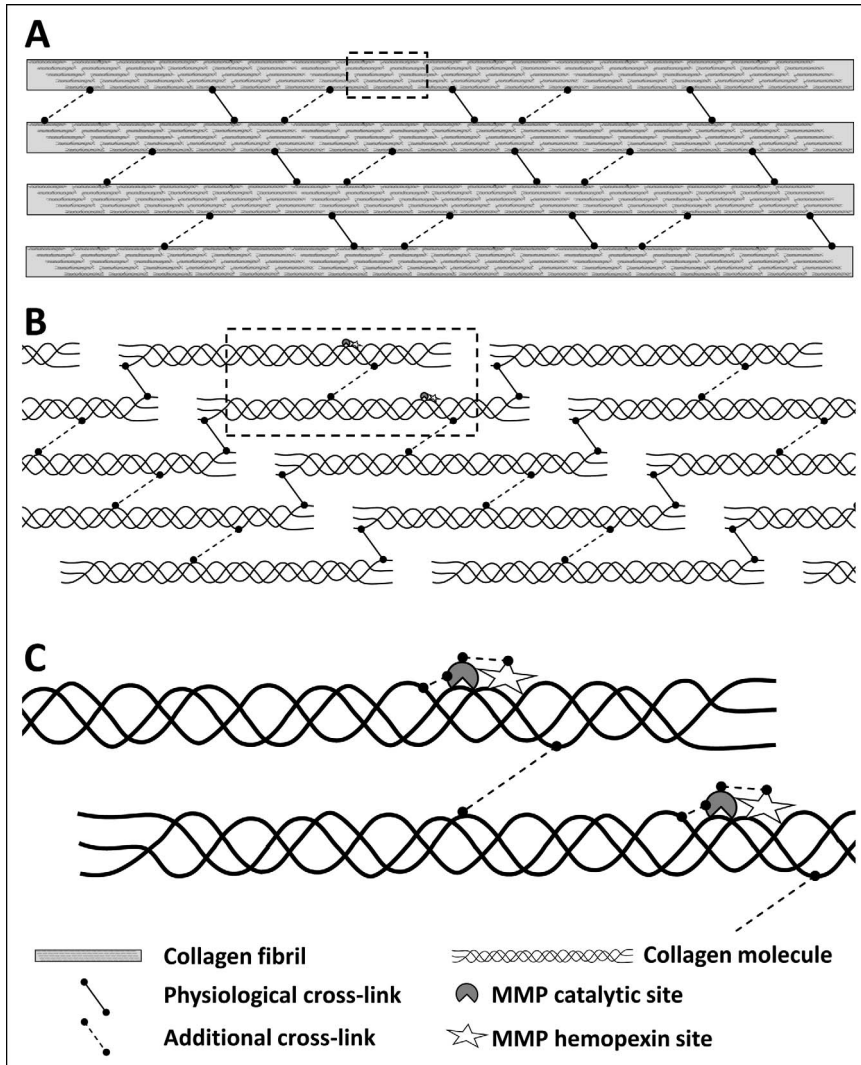 A
B
C
Collagen fibril
Collagen molecule
Physiological cross-link
MMP catalytic site
Additional cross-link
MMP hemopexin site